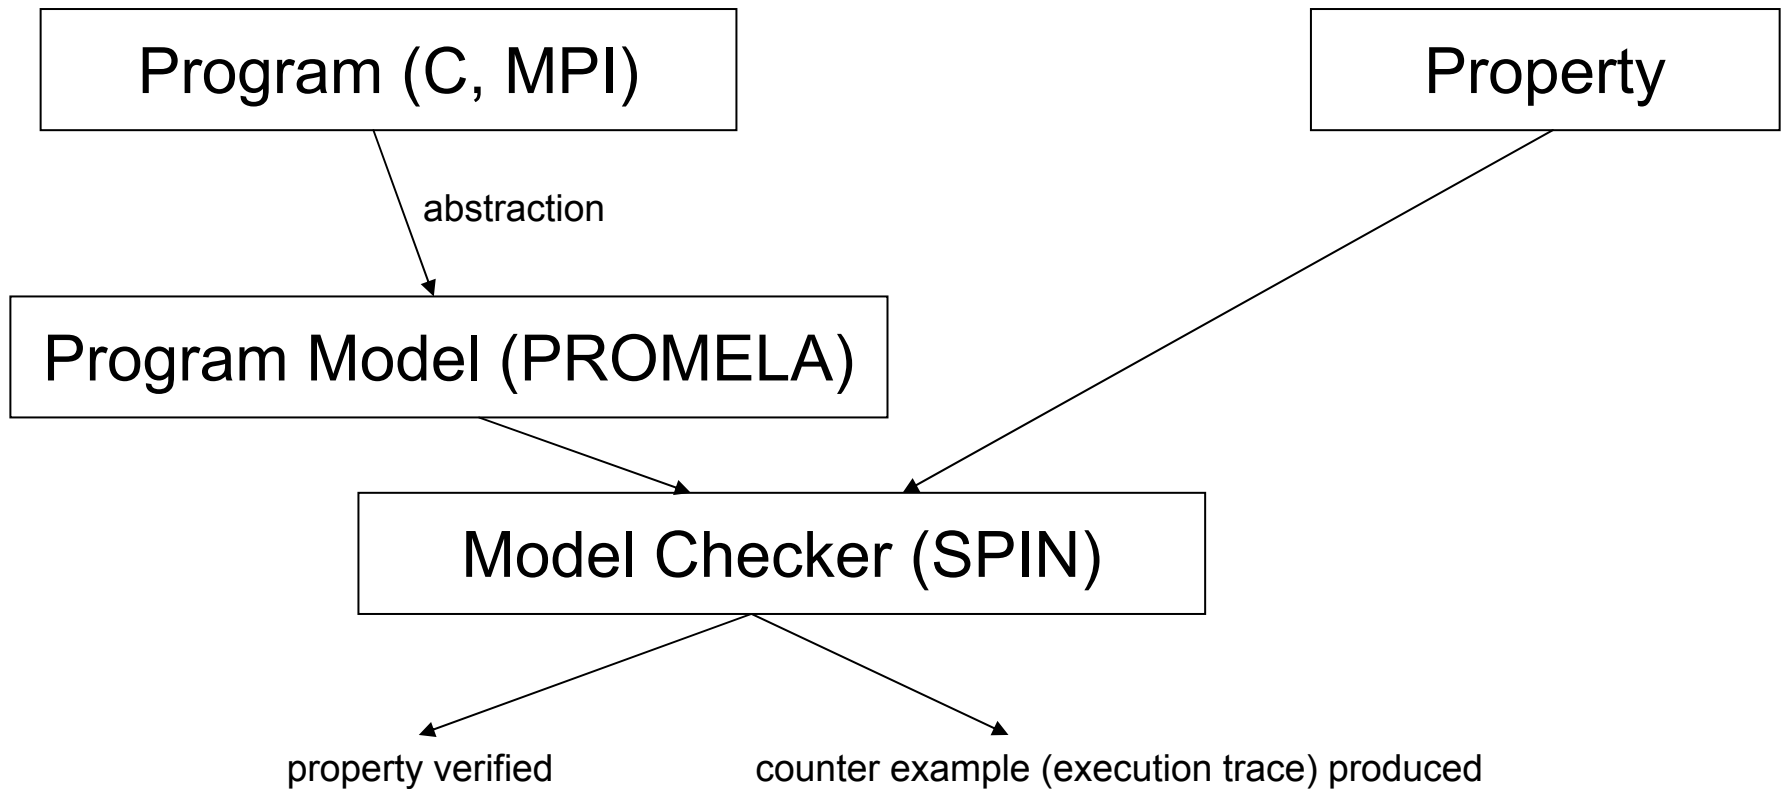 Program (C, MPI)
Property
abstraction
Program Model (PROMELA)
Model Checker (SPIN)
property verified
counter example (execution trace) produced